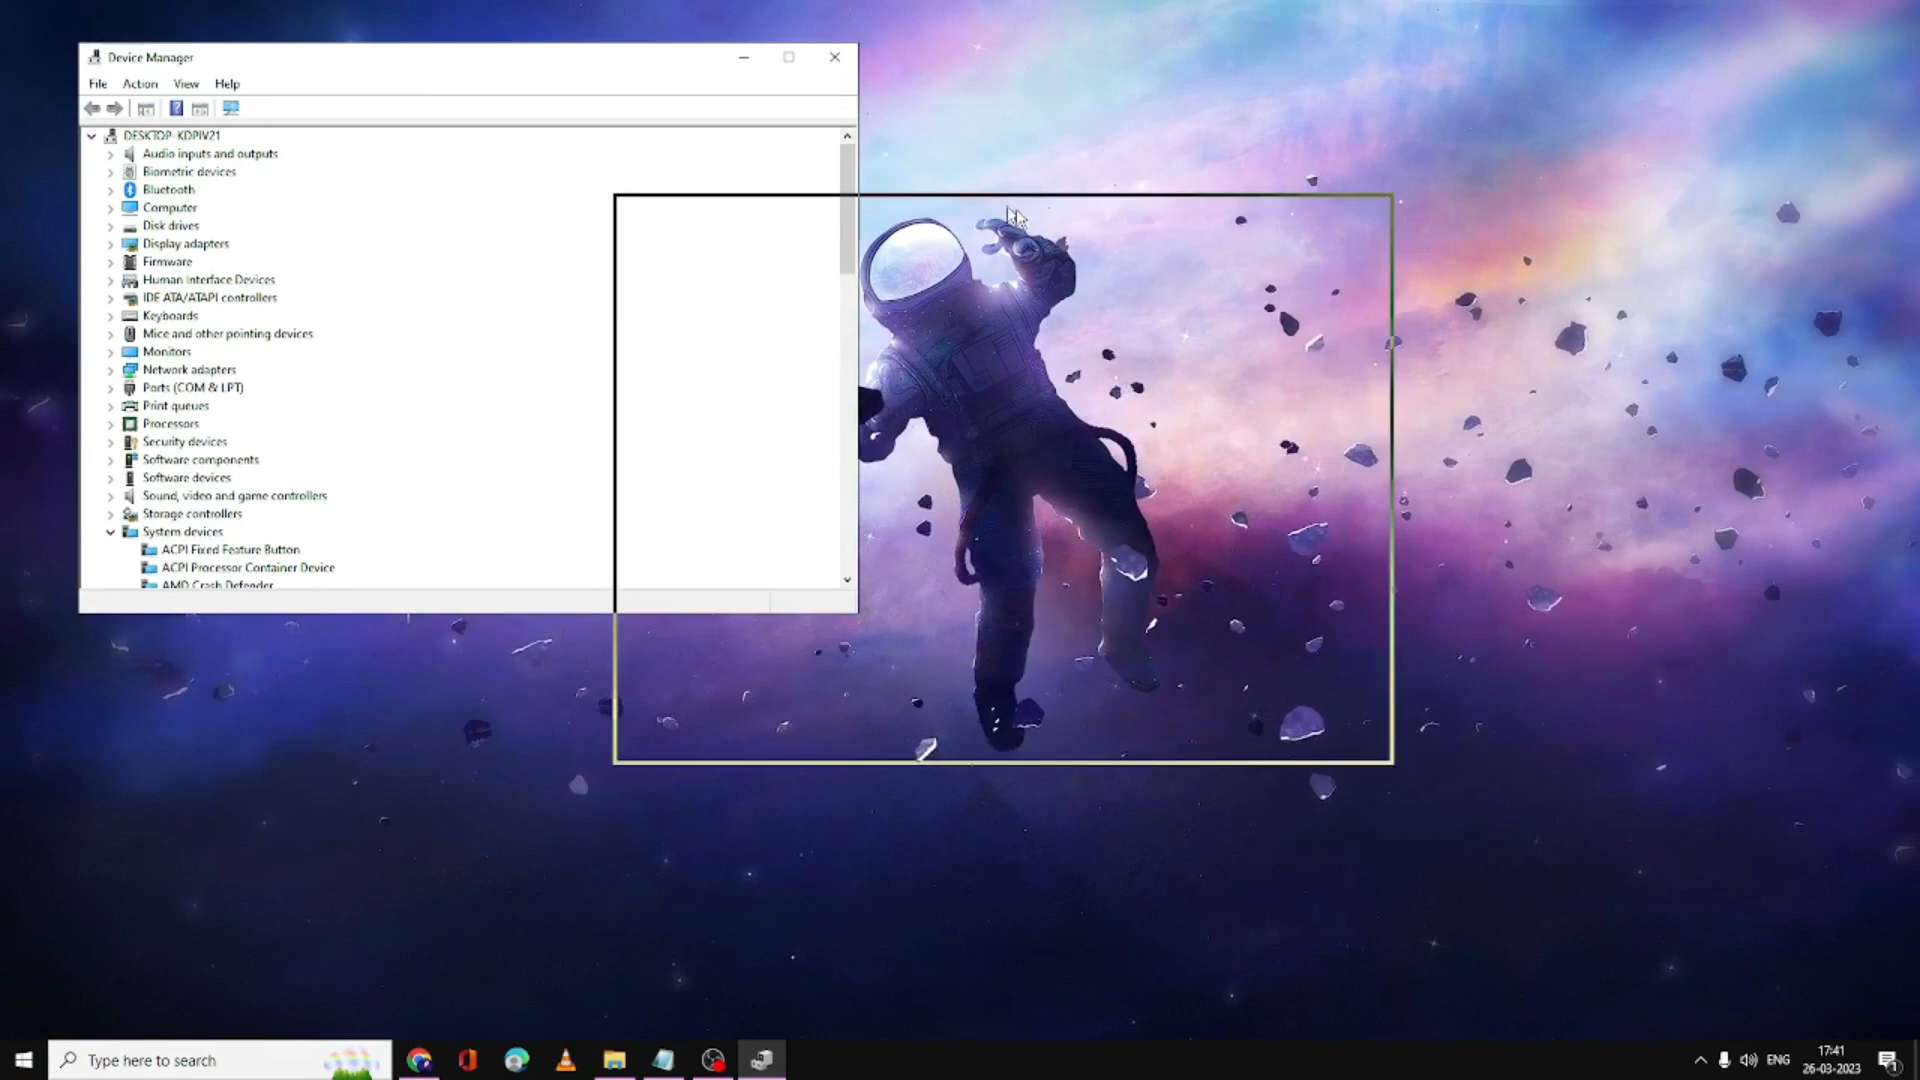 Device Manager
File Action View Help
DESKTOP-KDPIV21
Audio inputs and outputs
Biometric devices
Bluetooth
Computer
Disk drives
Display adapters
Firmware
Human Interface Devices
IDE ATA/ATAPI controllers
Keyboards
Mice and other pointing devices
Monitors
Network adapters
Ports (COM & LPT)
Print queues
Processors
Security devices
Software components
Software devices
Sound, video and game controllers
Storage controllers
System devices
ACPI Fixed Feature Button
ACPI Processor Container Device
AMD Crash Defender
Type here to search
ENG
17:41
26-03-2023
1